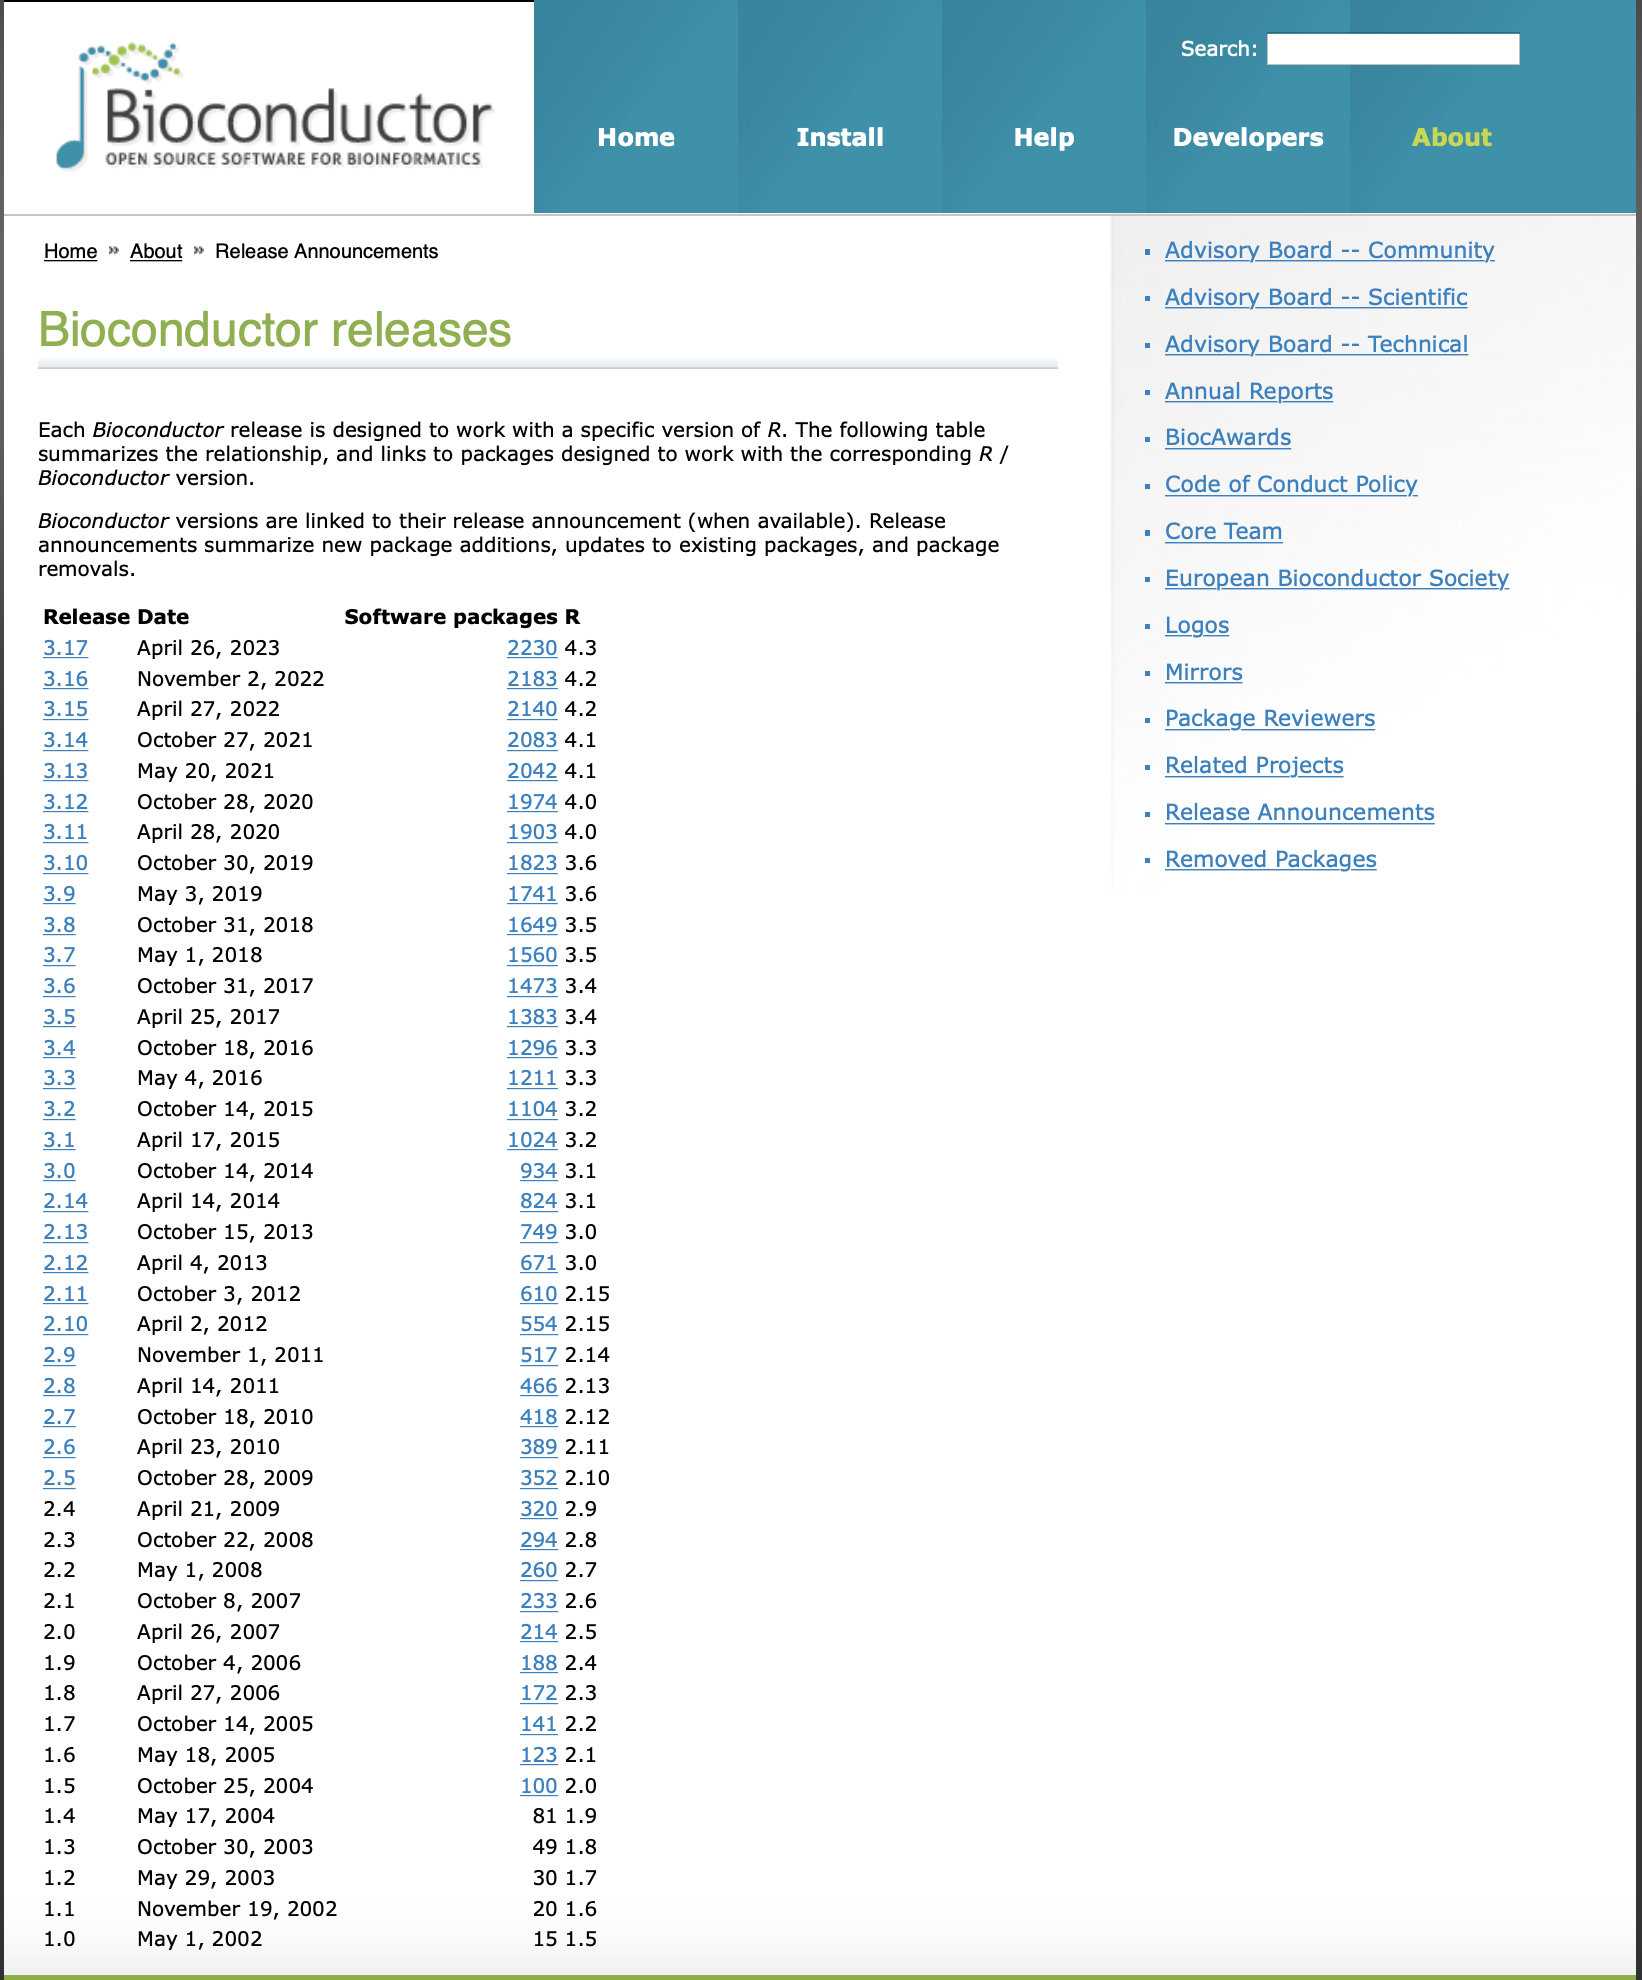 Bioconductor
OPEN SOURCE SOFTWARE FOR BIOINFORMATICS
Search:
Home Install Help Developers About
Home » About » Release Announcements
Bioconductor releases
Each Bioconductor release is designed to work with a specific version of R. The following table
summarizes the relationship, and links to packages designed to work with the corresponding R /
Bioconductor version.
Bioconductor versions are linked to their release announcement (when available). Release
announcements summarize new package additions, updates to existing packages, and package
removals.
Release Date Software packages R
3.17 April 26, 2023 2230 4.3
3.16 November 2, 2022 2183 4.2
3.15 April 27, 2022 2140 4.2
3.14 October 27, 2021 2083 4.1
3.13 May 20, 2021 2042 4.1
3.12 October 28, 2020 1974 4.0
3.11 April 28, 2020 1903 4.0
3.10 October 30, 2019 1823 3.6
3.9 May 3, 2019 1741 3.6
3.8 October 31, 2018 1649 3.5
3.7 May 1, 2018 1560 3.5
3.6 October 31, 2017 1473 3.4
3.5 April 25, 2017 1383 3.4
3.4 October 18, 2016 1296 3.3
3.3 May 4, 2016 1211 3.3
3.2 October 14, 2015 1104 3.2
3.1 April 17, 2015 1024 3.2
3.0 October 14, 2014 934 3.1
2.14 April 14, 2014 824 3.1
2.13 October 15, 2013 749 3.0
2.12 April 4, 2013 671 3.0
2.11 October 3, 2012 610 2.15
2.10 April 2, 2012 554 2.15
2.9 November 1, 2011 517 2.14
2.8 April 14, 2011 466 2.13
2.7 October 18, 2010 418 2.12
2.6 April 23, 2010 389 2.11
2.5 October 28, 2009 352 2.10
2.4 April 21, 2009 320 2.9
2.3 October 22, 2008 294 2.8
2.2 May 1, 2008 260 2.7
2.1 October 8, 2007 233 2.6
2.0 April 26, 2007 214 2.5
1.9 October 4, 2006 188 2.4
1.8 April 27, 2006 172 2.3
1.7 October 14, 2005 141 2.2
1.6 May 18, 2005 123 2.1
1.5 October 25, 2004 100 2.0
1.4 May 17, 2004 81 1.9
1.3 October 30, 2003 49 1.8
1.2 May 29, 2003 30 1.7
1.1 November 19, 2002 20 1.6
1.0 May 1, 2002 15 1.5
Advisory Board -- Community
Advisory Board -- Scientific
Advisory Board -- Technical
Annual Reports
BiocAwards
Code of Conduct Policy
Core Team
European Bioconductor Society
Logos
Mirrors
Package Reviewers
Related Projects
Release Announcements
Removed Packages